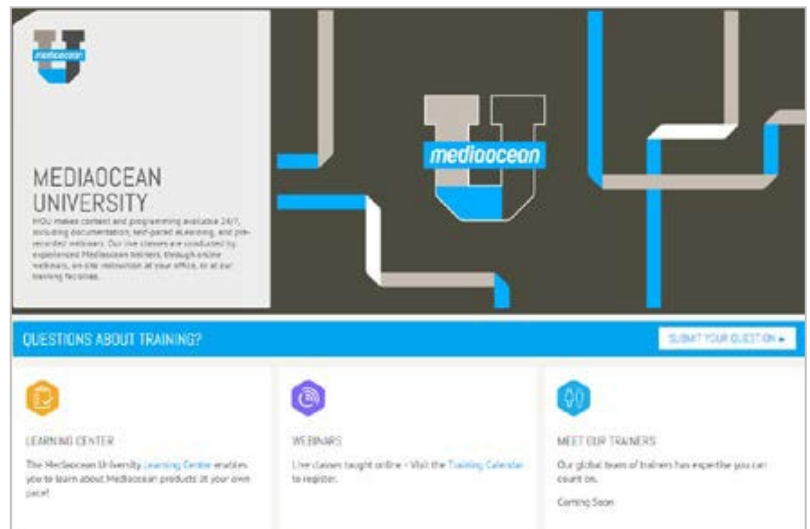 mediaocean
mediaocean
MEDIAOCEAN
UNIVERSITY
MOU makes content and programming available 24/7,
including documentation, self-paced eLearning, and pre-
recorded webinars. Our live classes are conducted by
experienced Mediaocean trainers, through online
webinars, on-site instruction at your office, or at our
training facilities.
QUESTIONS ABOUT TRAINING?
SUBMIT YOUR QUESTION ▸
LEARNING CENTER
The Mediaocean University Learning Center enables
you to learn about Mediaocean products at your own
pace!
WEBINARS
Live classes taught online - Visit the Training Calendar
to register.
MEET OUR TRAINERS
Our global team of trainers has expertise you can
count on.
Coming Soon